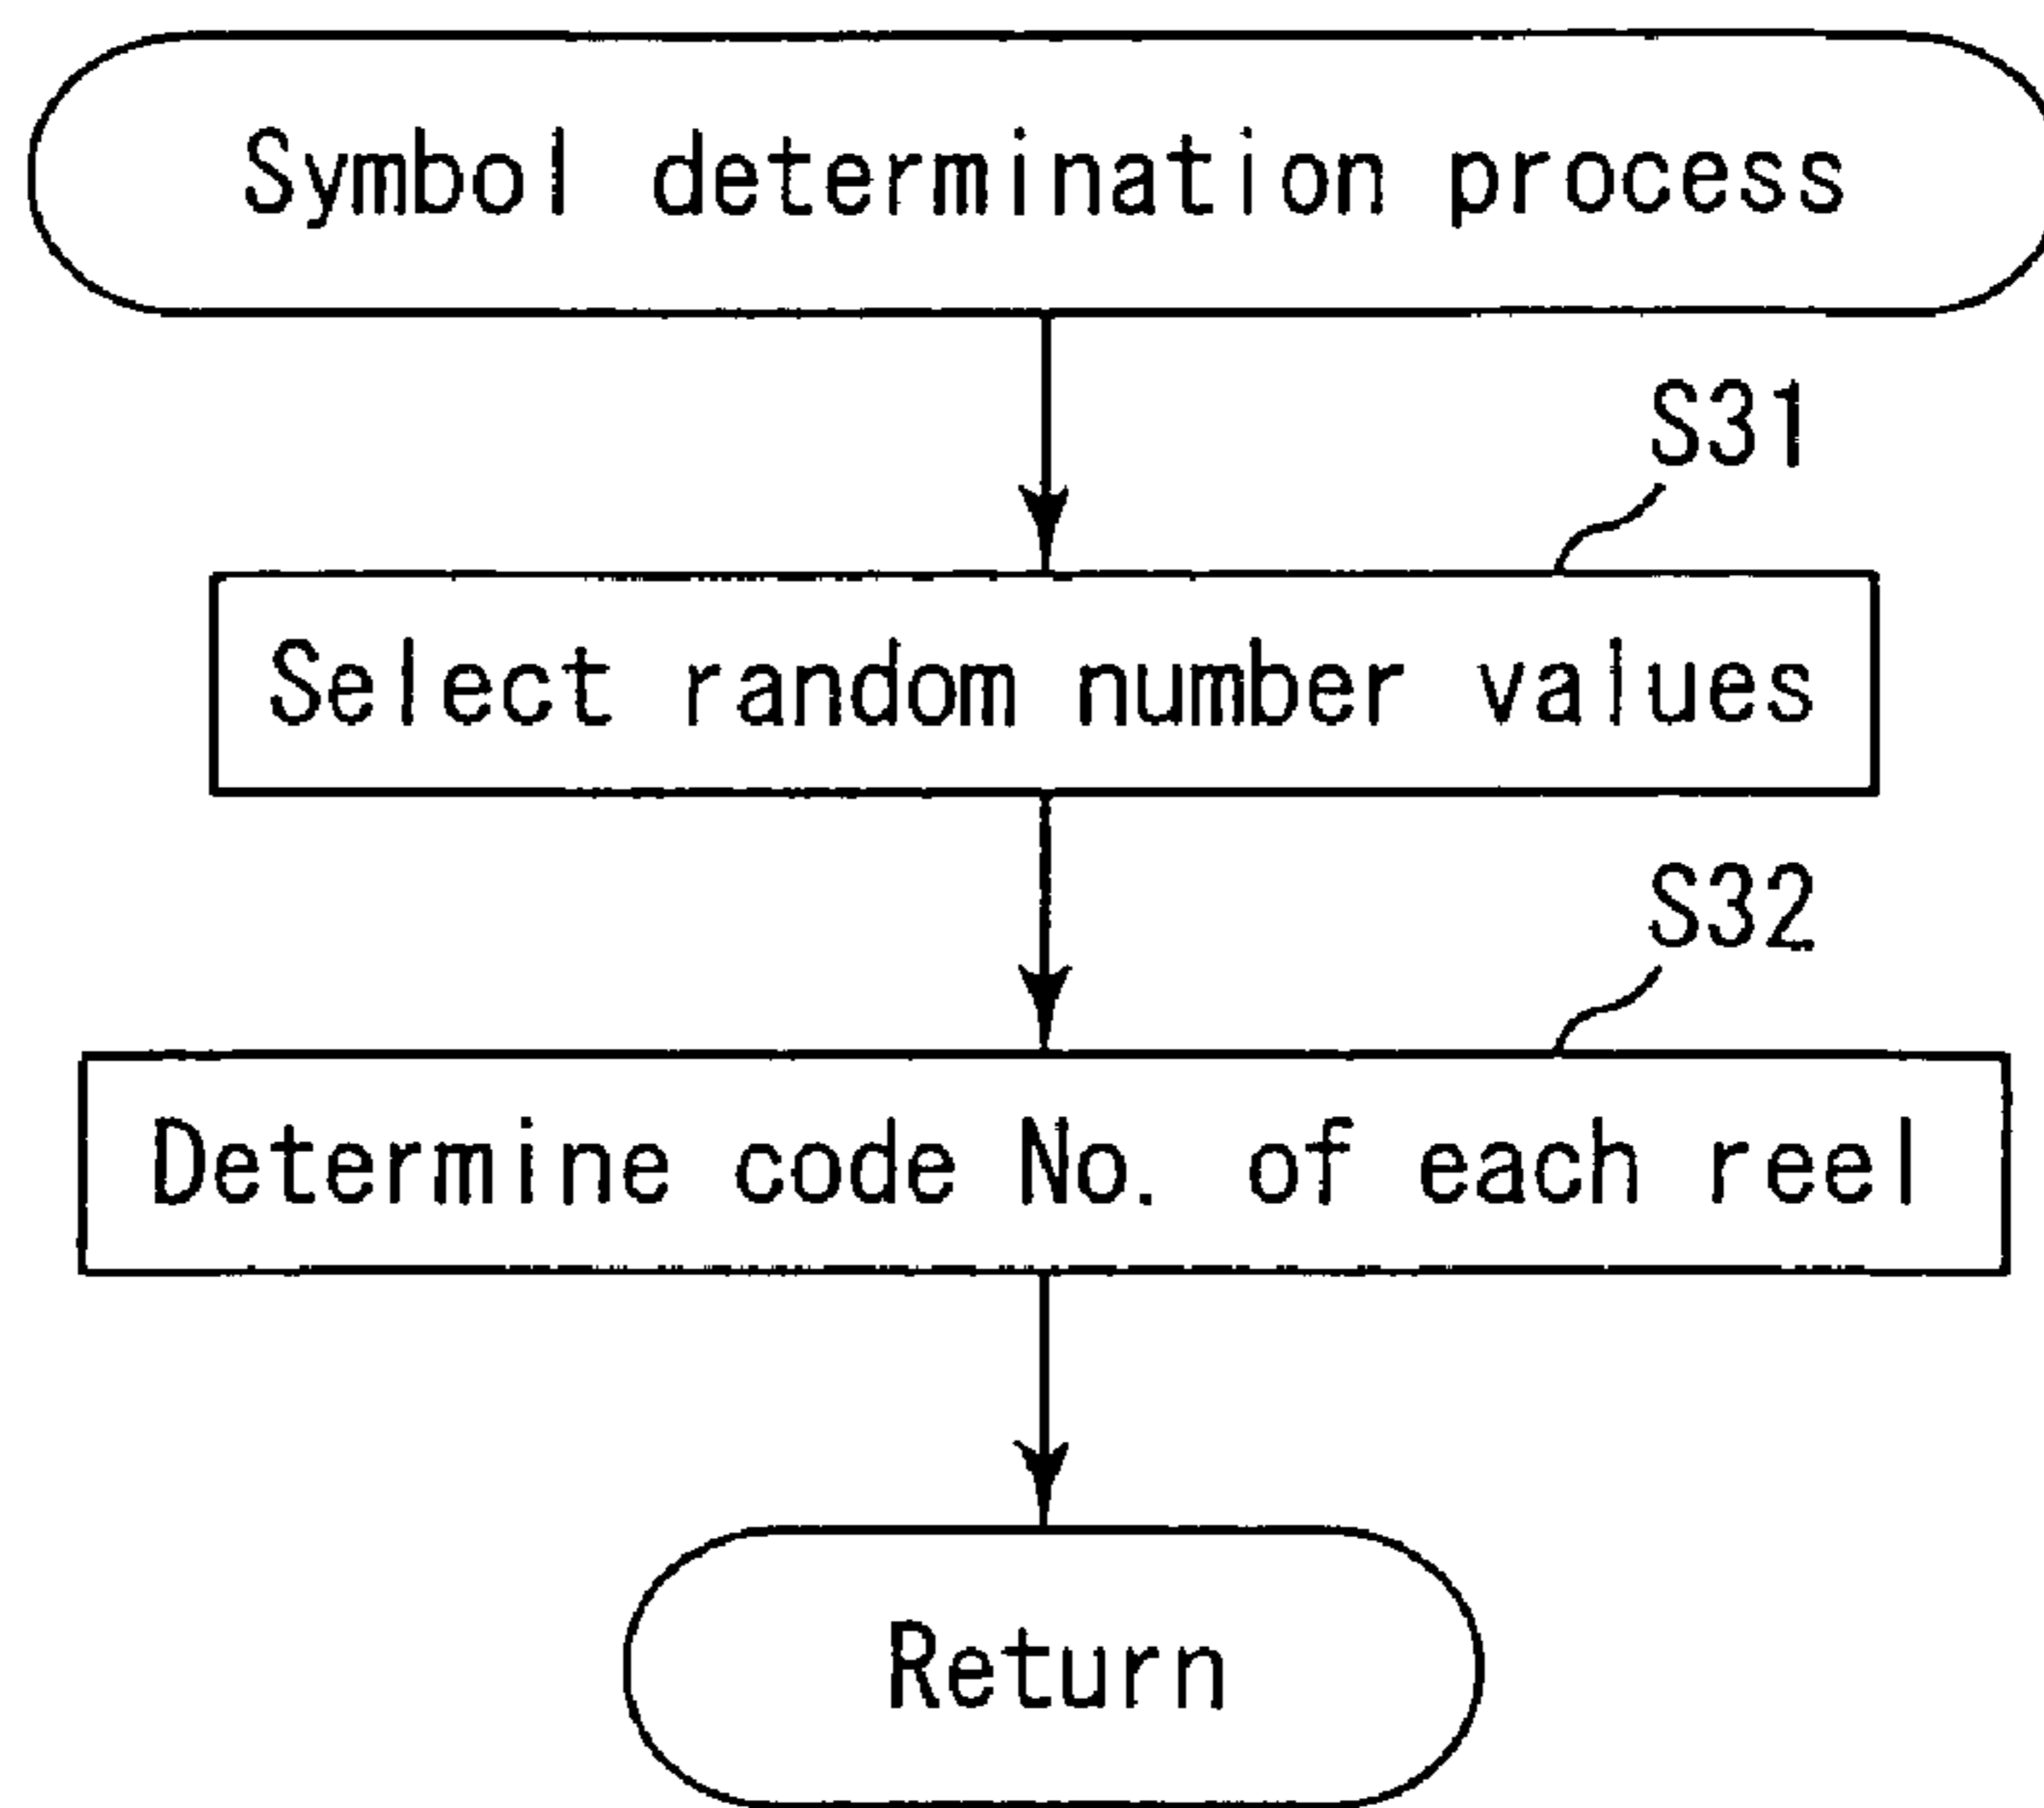 Symbol determination process
S31
Select random number values
S32
Determine code No. of each reel
Return